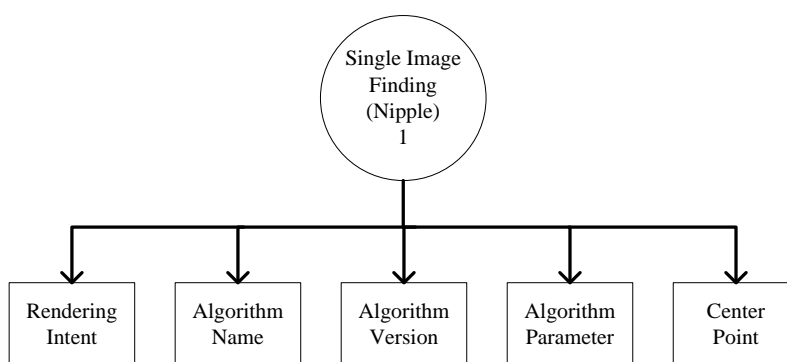 Single Image
Finding
(Nipple)
1
Rendering
Intent
Algorithm
Name
Algorithm
Version
Algorithm
Parameter
Center
Point